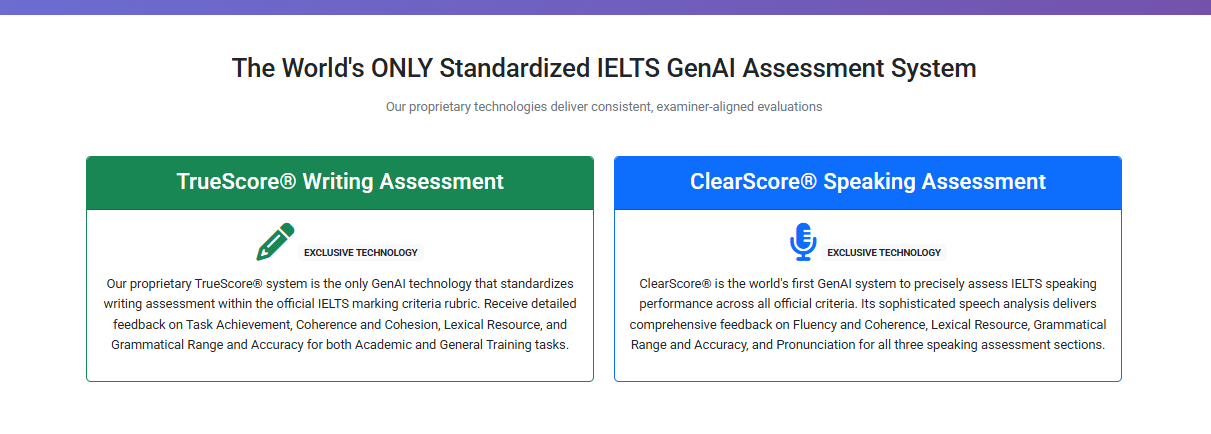 The World's ONLY Standardized IELTS GenAI Assessment System
Our proprietary technologies deliver consistent, examiner-aligned evaluations
TrueScore® Writing Assessment
EXCLUSIVE TECHNOLOGY
Our proprietary TrueScore® system is the only GenAI technology that standardizes
writing assessment within the official IELTS marking criteria rubric. Receive detailed
feedback on Task Achievement, Coherence and Cohesion, Lexical Resource, and
Grammatical Range and Accuracy for both Academic and General Training tasks.
ClearScore® Speaking Assessment
EXCLUSIVE TECHNOLOGY
ClearScore® is the world's first GenAI system to precisely assess IELTS speaking
performance across all official criteria. Its sophisticated speech analysis delivers
comprehensive feedback on Fluency and Coherence, Lexical Resource, Grammatical
Range and Accuracy, and Pronunciation for all three speaking assessment sections.